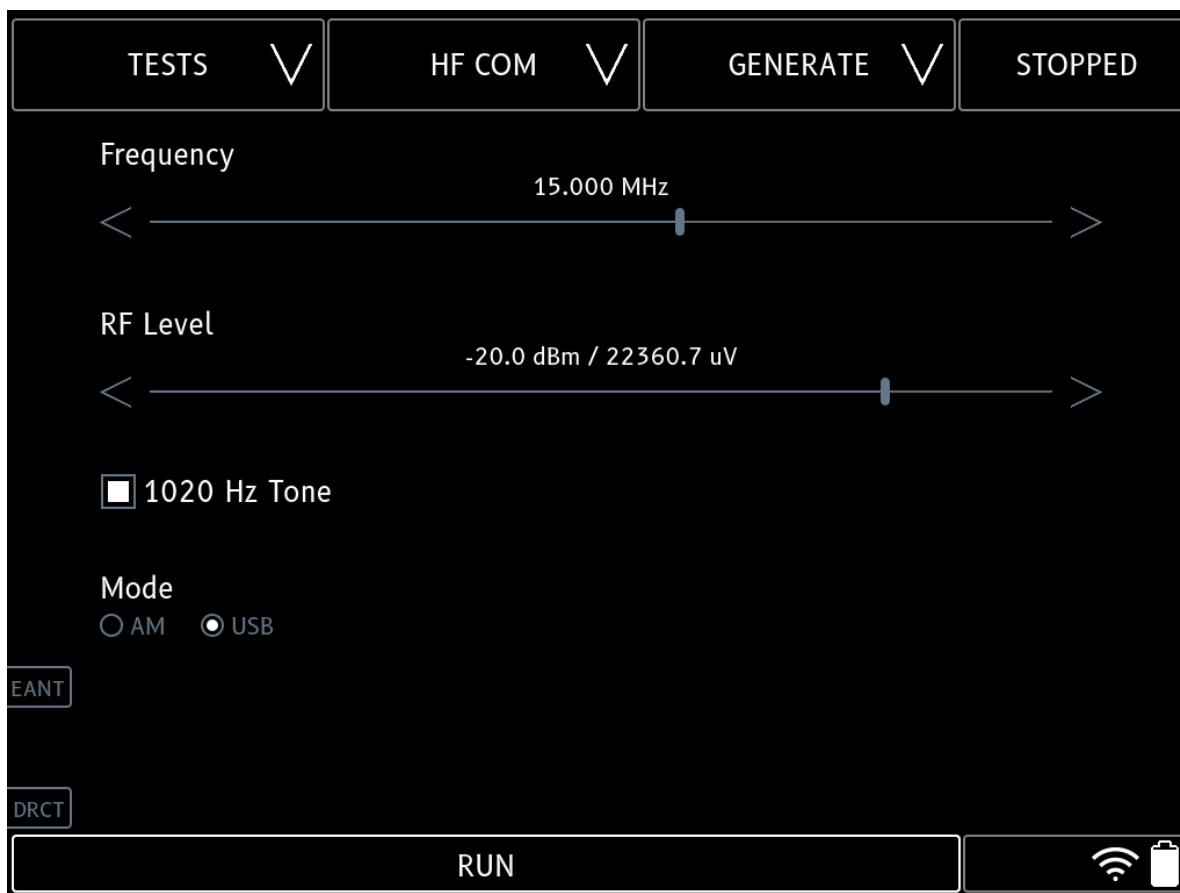 TESTS HF COM GENERATE STOPPED
Frequency
15.000 MHz
RF Level
-20.0 dBm / 22360.7 uV
1020 Hz Tone
Mode
AM USB
EANT
DRCT
RUN